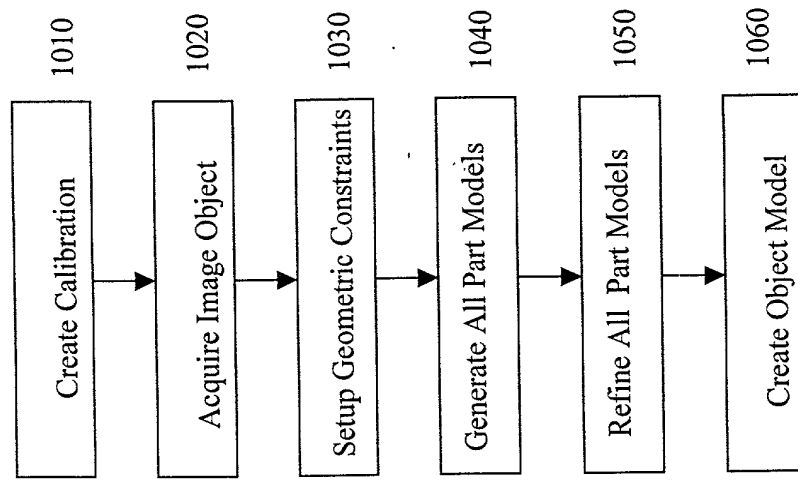 1010
Create Calibration
1020
Acquire Image Object
1030
Setup Geometric Constraints
1040
Generate All Part Models
1050
Refine All Part Models
1060
Create Object Model